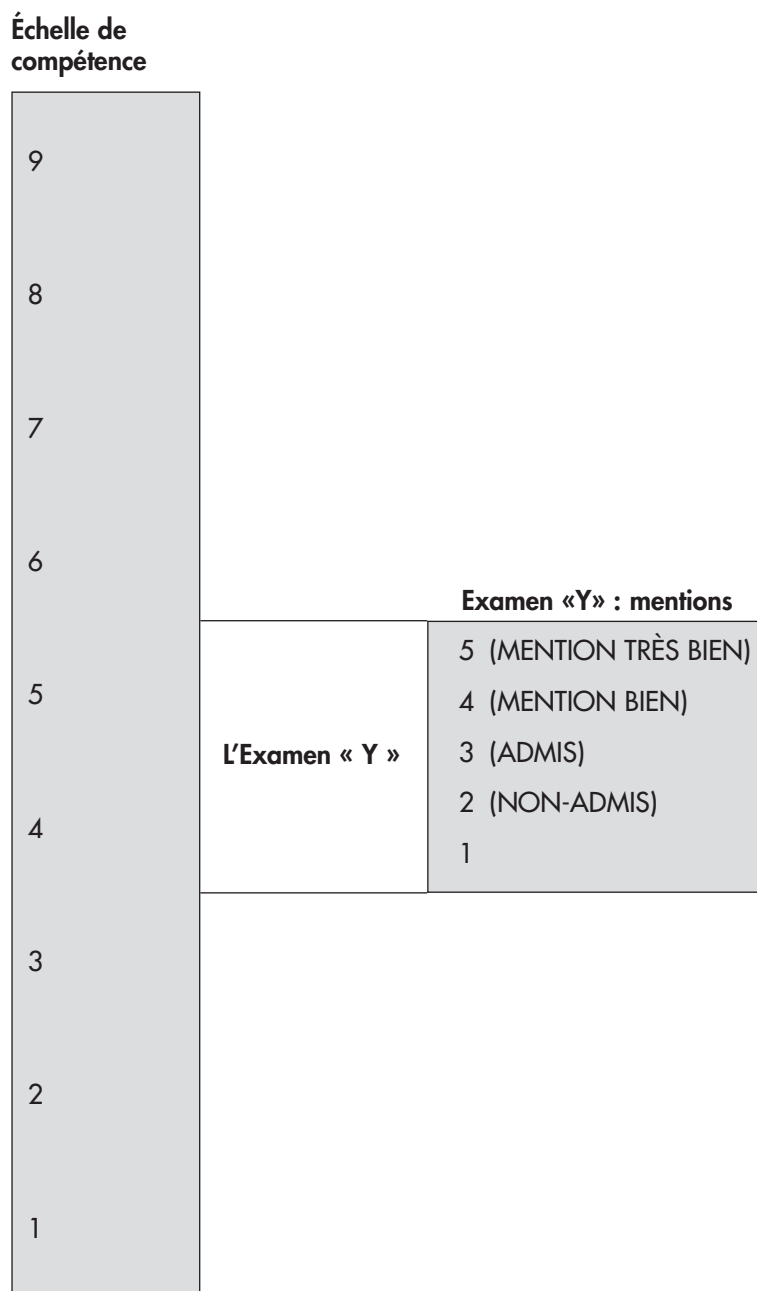 Échelle de
compétence
9
8
7
6
5
4
3
2
1
L’Examen « Y »
Examen «Y» : mentions
5 (MENTION TRÈS BIEN)
4 (MENTION BIEN)
3 (ADMIS)
2 (NON-ADMIS)
1